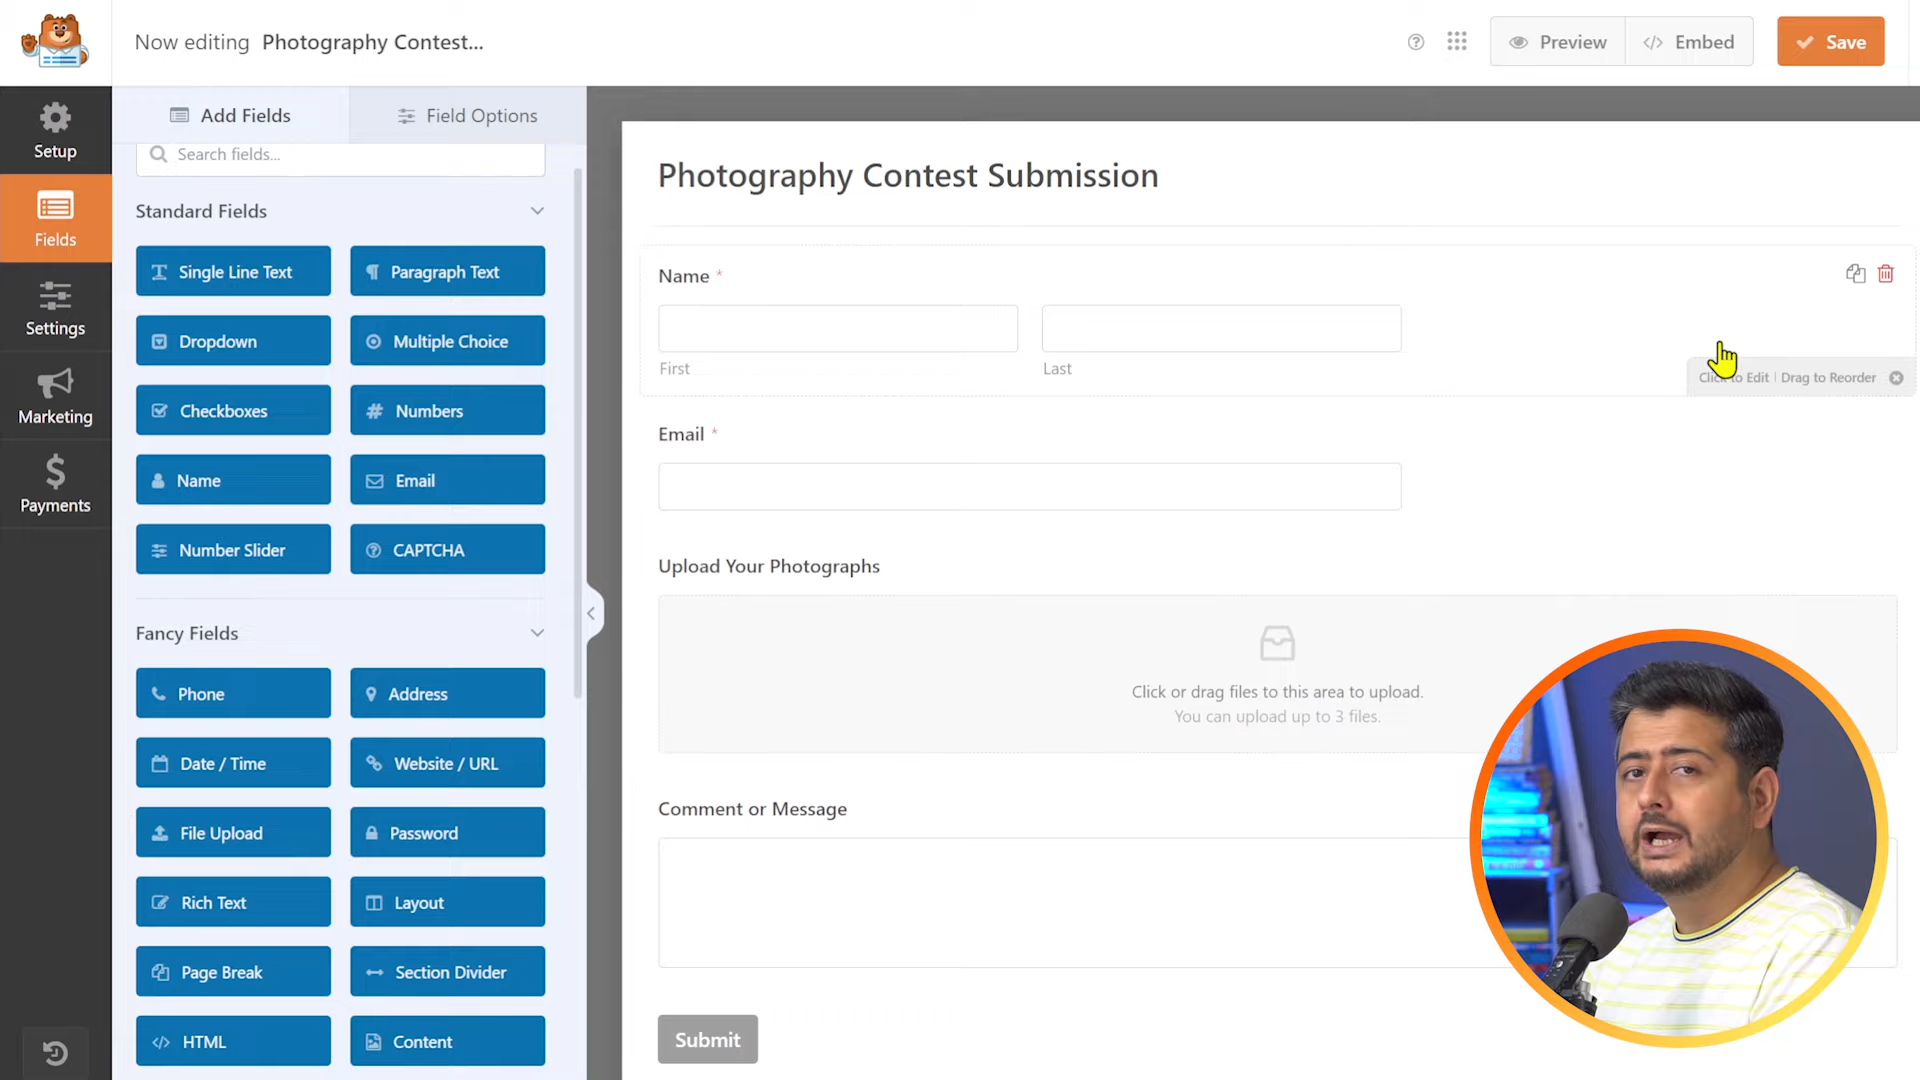 Now editing Photography Contest...
Preview
Embed
Save
Setup
Fields
Settings
Marketing
Payments
Add Fields
Field Options
Search fields...
Standard Fields
Single Line Text
Paragraph Text
Dropdown
Multiple Choice
Checkboxes
Numbers
Name
Email
Number Slider
CAPTCHA
Fancy Fields
Phone
Address
Date / Time
Website / URL
File Upload
Password
Rich Text
Layout
Page Break
Section Divider
HTML
Content
Photography Contest Submission
Name *
First
Last
Click to Edit | Drag to Reorder
Email *
Upload Your Photographs
Click or drag files to this area to upload.
You can upload up to 3 files.
Comment or Message
Submit